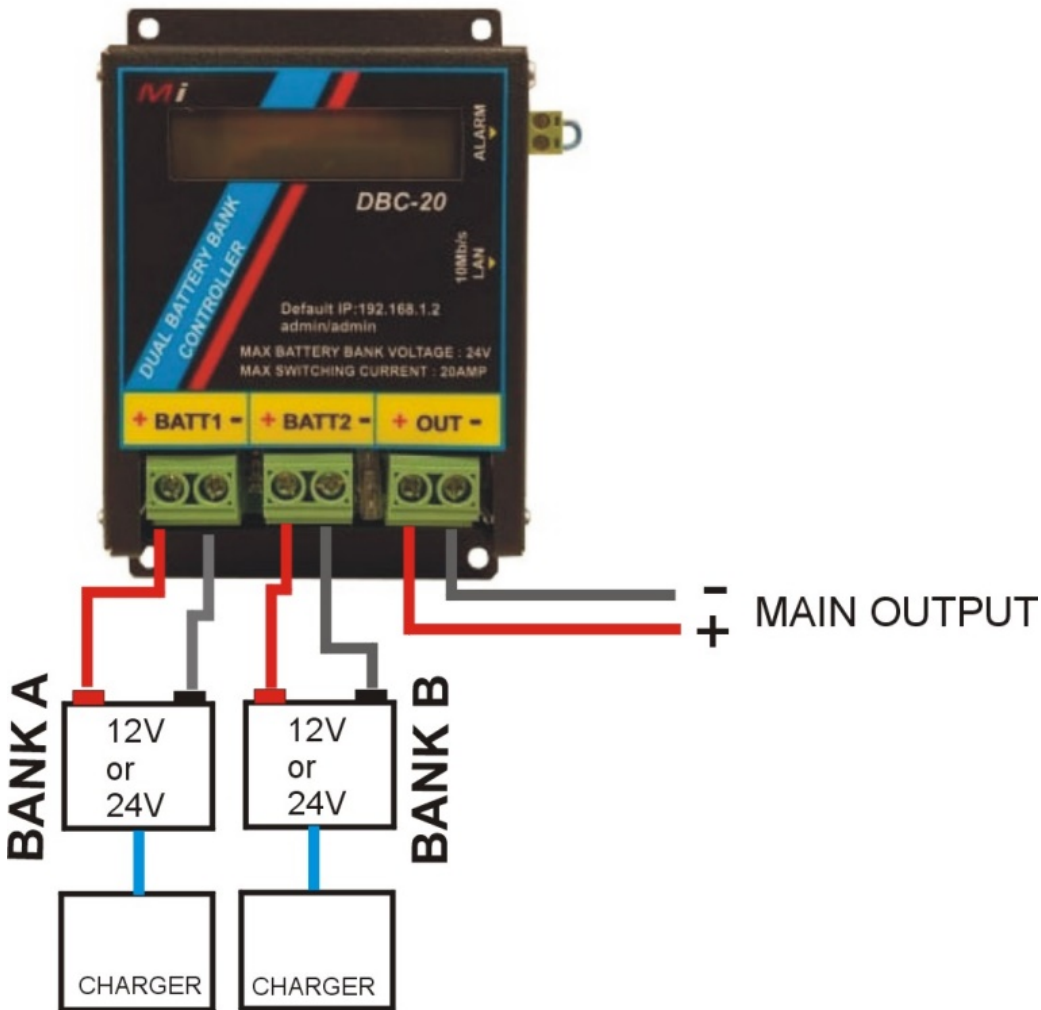 Mi
ALARM
DBC-20
10Mb/s
LAN
DUAL BATTERY BANK
CONTROLLER
Default IP:192.168.1.2
admin/admin
MAX BATTERY BANK VOLTAGE : 24V
MAX SWITCHING CURRENT : 20AMP
+ BATT1 -
+ BATT2 -
+ OUT -
-
+
MAIN OUTPUT
BANK A
12V
or
24V
BANK B
12V
or
24V
CHARGER
CHARGER